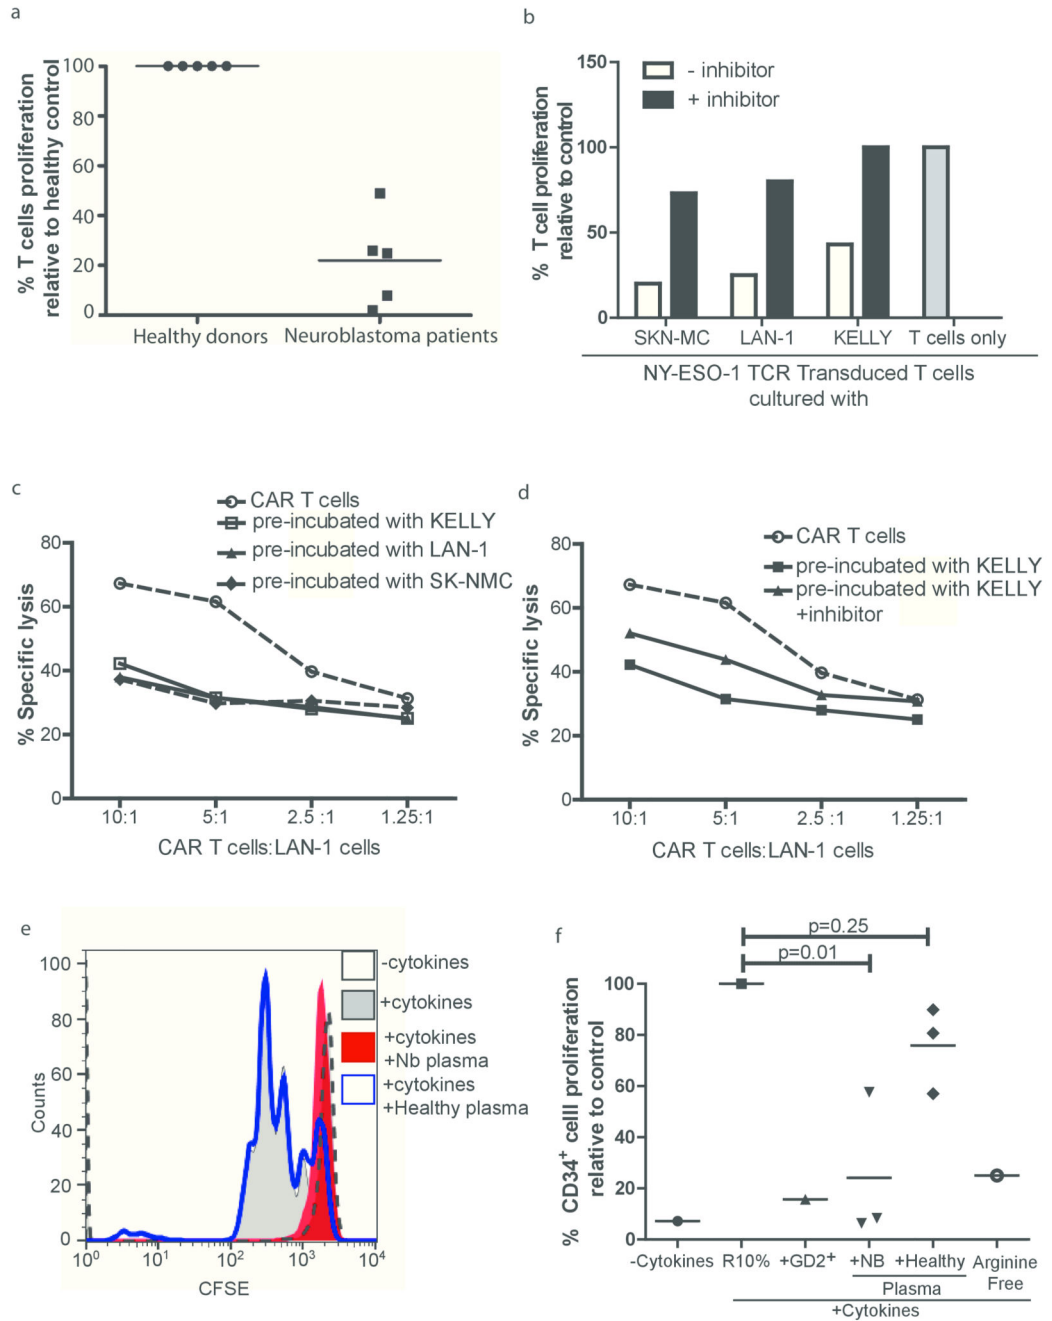 a
% T cells proliferation
relative to healthy control
100
80
60
40
20
0
Healthy donors
Neuroblastoma patients
b
% T cell proliferation
relative to control
150
100
50
0
- inhibitor
+ inhibitor
SKN-MC
LAN-1
KELLY
T cells only
NY-ESO-1 TCR Transduced T cells
cultured with
c
CAR T cells
pre-incubated with KELLY
pre-incubated with LAN-1
pre-incubated with SK-NMC
% Specific lysis
80
60
40
20
0
10:1
5:1
2.5 :1
1.25:1
CAR T cells:LAN-1 cells
d
CAR T cells
pre-incubated with KELLY
pre-incubated with KELLY
+inhibitor
% Specific lysis
80
60
40
20
0
10:1
5:1
2.5 :1
1.25:1
CAR T cells:LAN-1 cells
e
Counts
100
80
60
40
20
0
10⁰
10¹
10²
10³
10⁴
CFSE
-cytokines
+cytokines
+cytokines
+Nb plasma
+cytokines
+Healthy plasma
f
p=0.25
p=0.01
% CD34⁺ celll proliferation
relative to control
100
80
60
40
20
0
-Cytokines
R10%
+GD2⁺
+NB
+Healthy
Arginine
Free
Plasma
+Cytokines